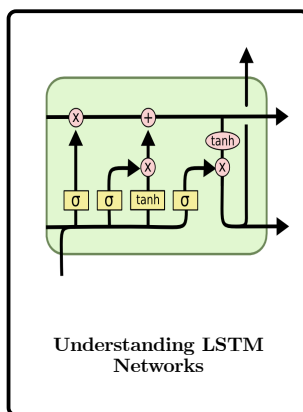 x
+
tanh
x
x
σ
σ
tanh
σ
Understanding LSTM
Networks